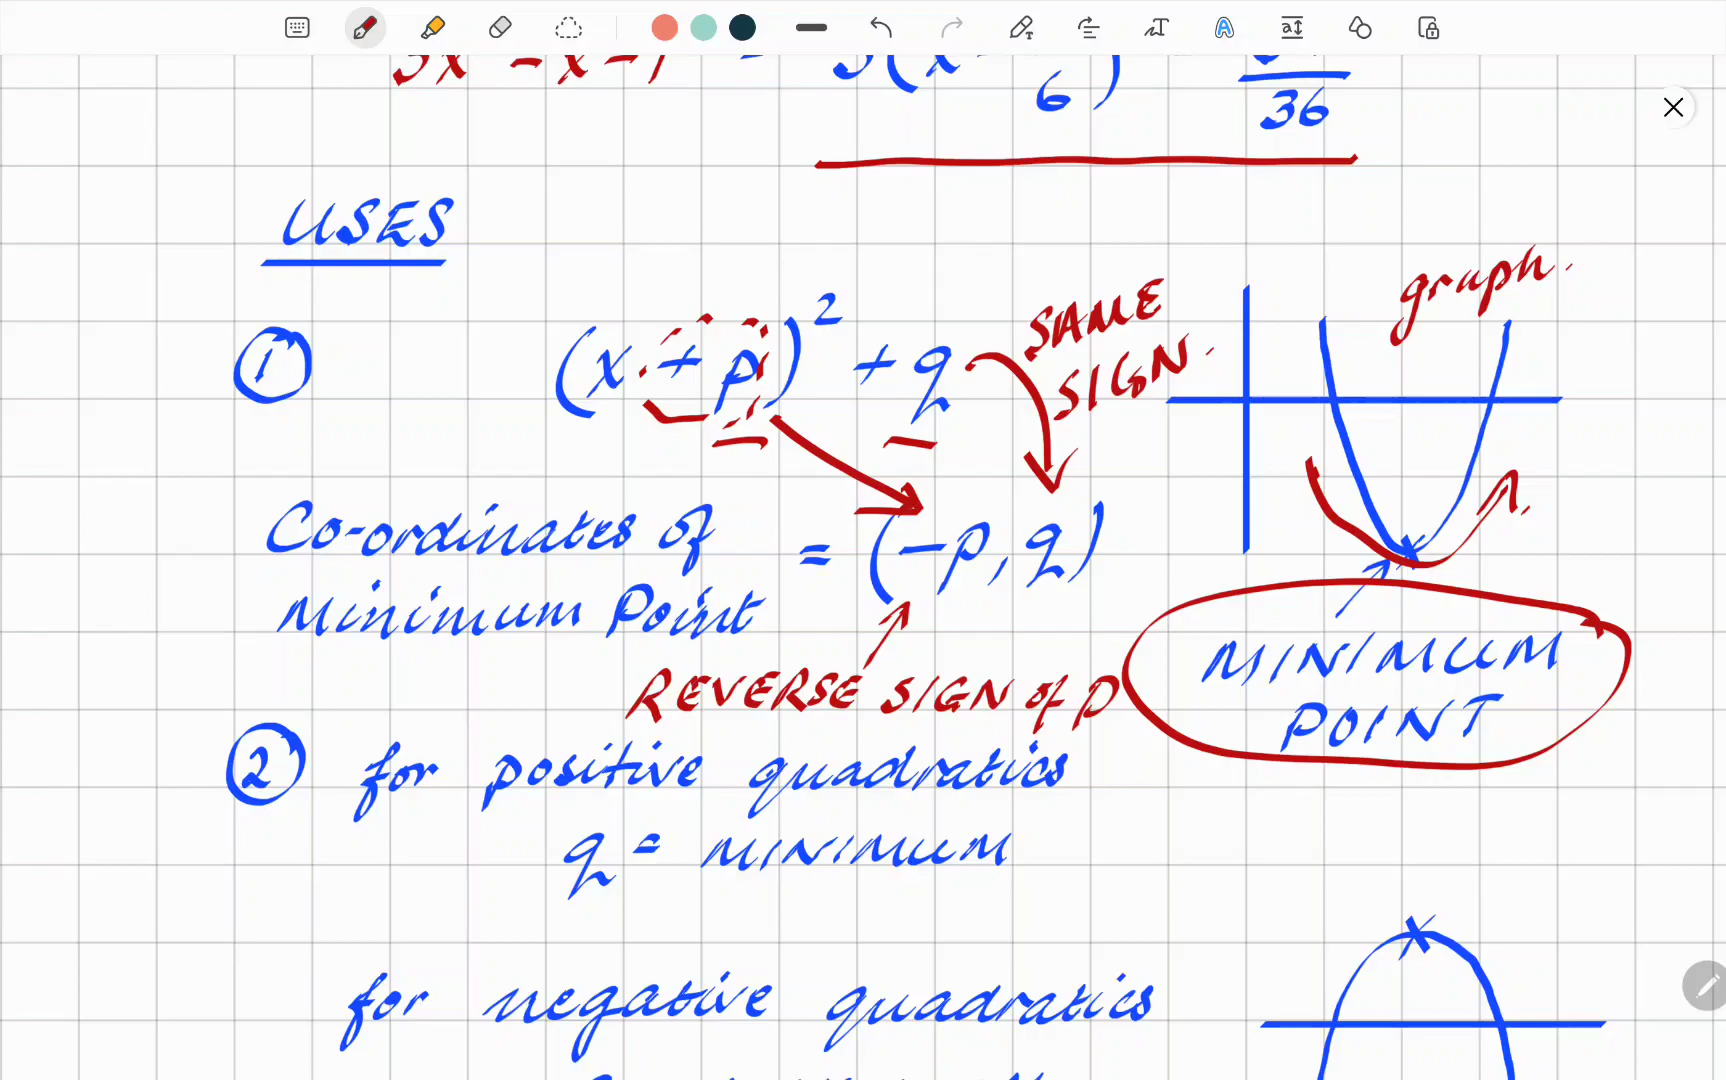 36
USES
graph.
① (x + p)² + q
SAME
SIGN.
Co-ordinates of
Minimum Point = (-p, q)
REVERSE SIGN of p
MINIMUM
POINT
② for positive quadratics
q = MINIMUM
for negative quadratics